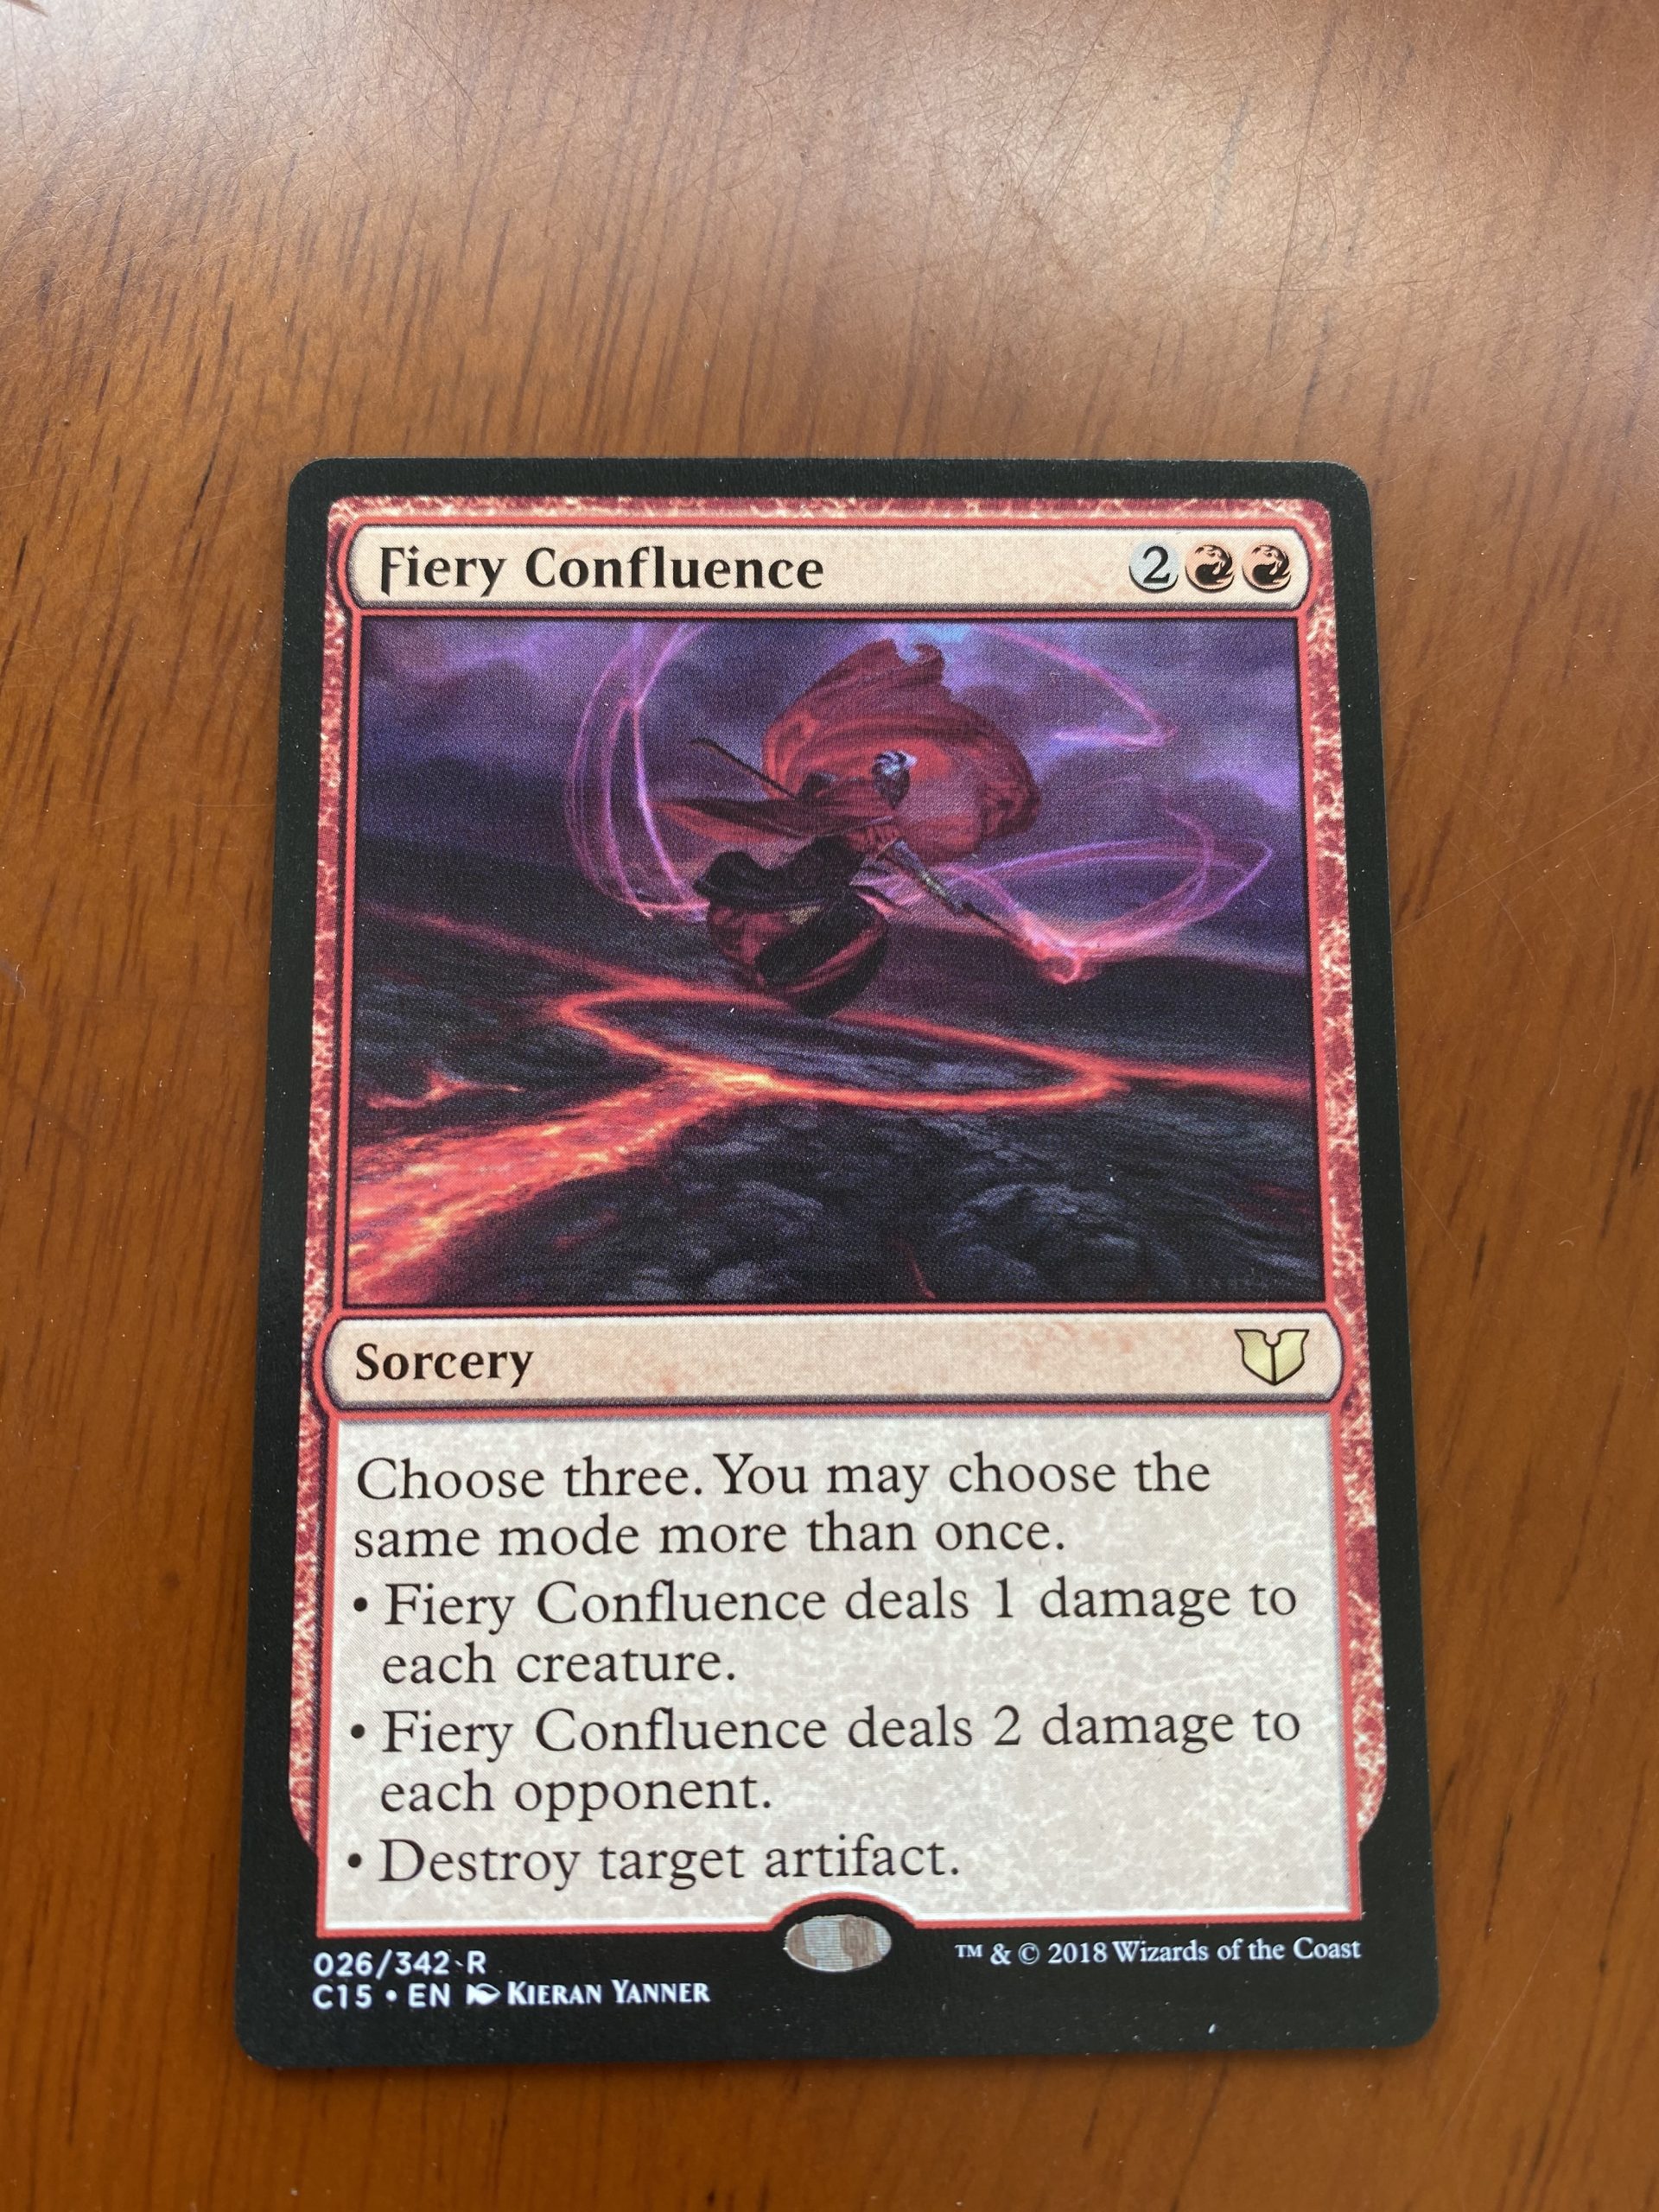 Fiery Confluence 2
Sorcery
Choose three. You may choose the
same mode more than once.
• Fiery Confluence deals 1 damage to
each creature.
• Fiery Confluence deals 2 damage to
each opponent.
• Destroy target artifact.
026/342 R
™ & © 2018 Wizards of the Coast
C15 • EN KIERAN YANNER